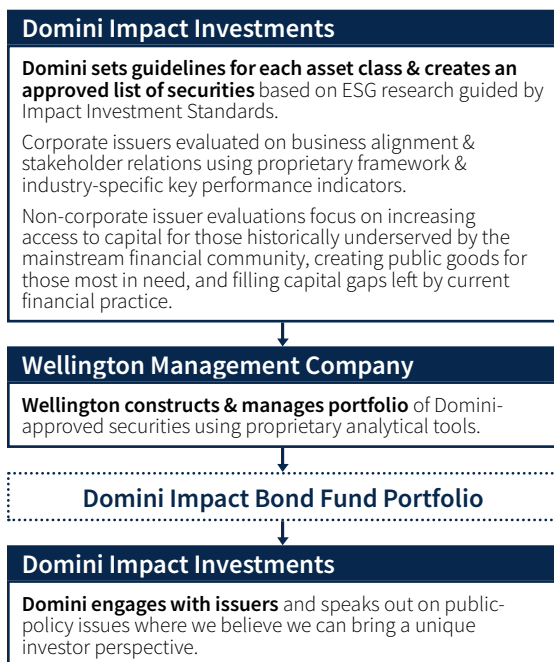 Domini Impact Investments
Domini sets guidelines for each asset class & creates an
approved list of securities based on ESG research guided by
Impact Investment Standards.
Corporate issuers evaluated on business alignment &
stakeholder relations using proprietary framework &
industry-specific key performance indicators.
Non-corporate issuer evaluations focus on increasing
access to capital for those historically underserved by the
mainstream financial community, creating public goods for
those most in need, and filling capital gaps left by current
financial practice.
Wellington Management Company
Wellington constructs & manages portfolio of Domini-
approved securities using proprietary analytical tools.
Domini Impact Bond Fund Portfolio
Domini Impact Investments
Domini engages with issuers and speaks out on public-
policy issues where we believe we can bring a unique
investor perspective.